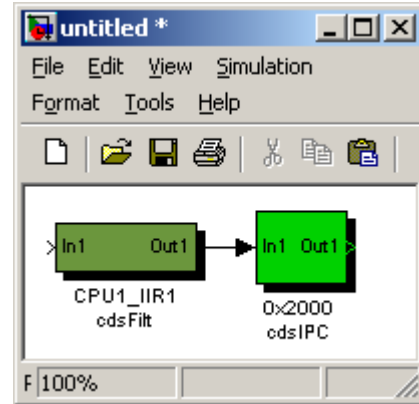 untitled *
File Edit View Simulation
Format Tools Help
In1 Out1 In1 Out1
CPU1_IIR1
cdsFilt
0x2000
cdsIPC
F 100%